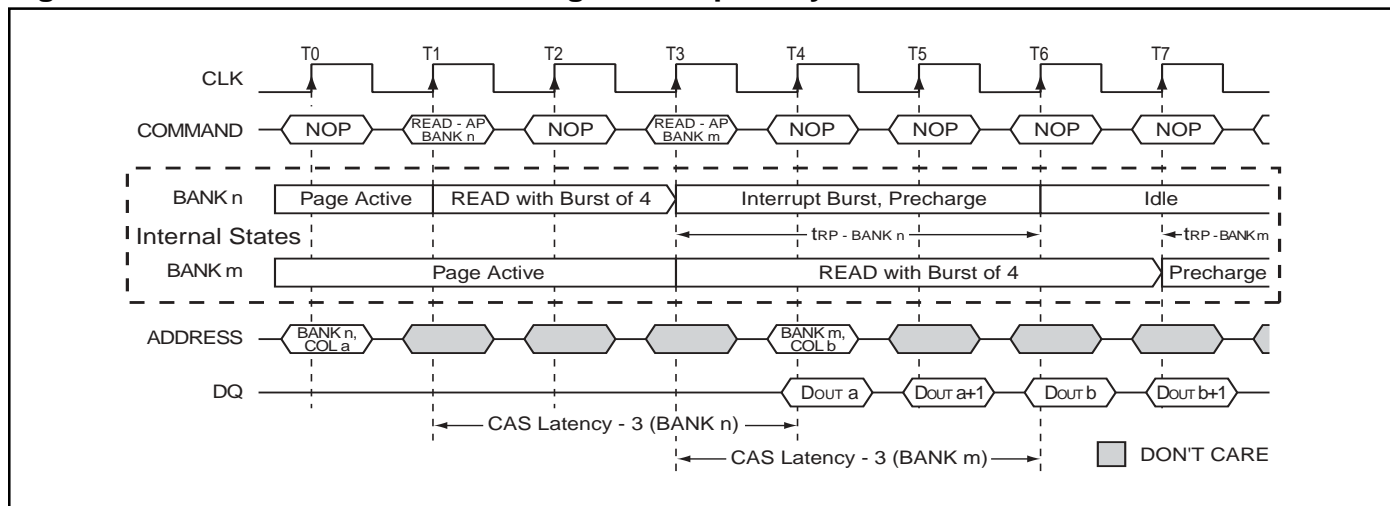 T0 T1 T2 T3 T4 T5 T6 T7
CLK
COMMAND NOP READ - AP BANK n NOP READ - AP BANK m NOP NOP NOP NOP
BANK n Page Active READ with Burst of 4 Interrupt Burst, Precharge Idle
Internal States tRP - BANK n tRP - BANK m
BANK m Page Active READ with Burst of 4 Precharge
ADDRESS BANK n, COL a BANK m, COL b
DQ DOUT a DOUT a+1 DOUT b DOUT b+1
CAS Latency - 3 (BANK n)
CAS Latency - 3 (BANK m) DON'T CARE